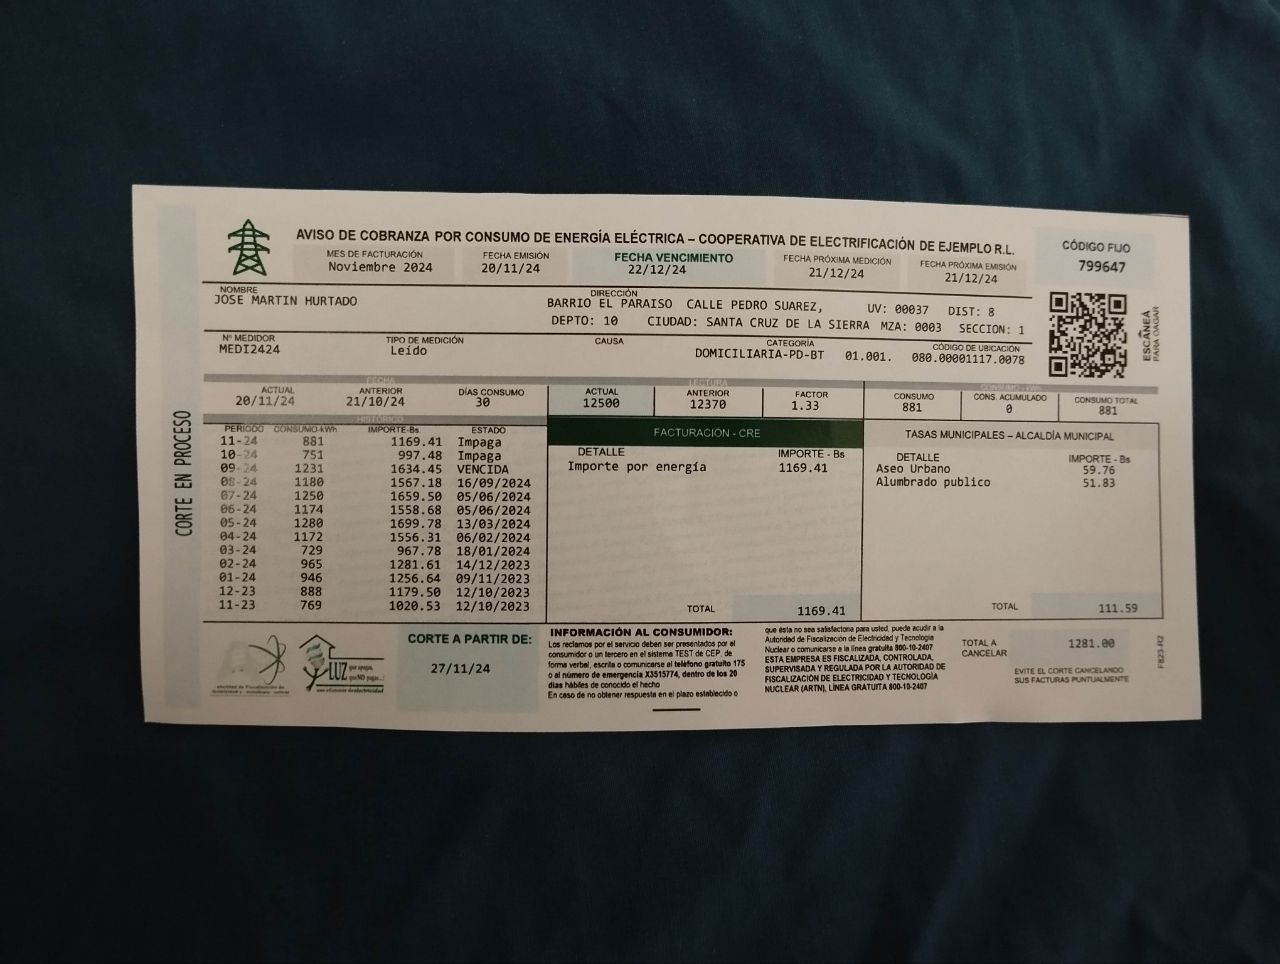 AVISO DE COBRANZA POR CONSUMO DE ENERGÍA ELÉCTRICA – COOPERATIVA DE ELECTRIFICACIÓN DE EJEMPLO R.L.
MES DE FACTURACIÓN
Noviembre 2024
FECHA EMISIÓN
20/11/24
FECHA VENCIMIENTO
22/12/24
FECHA PRÓXIMA MEDICIÓN
21/12/24
FECHA PRÓXIMA EMISIÓN
21/12/24
CÓDIGO FIJO
799647
NOMBRE
JOSE MARTIN HURTADO
DIRECCIÓN
BARRIO EL PARAISO CALLE PEDRO SUAREZ, UV: 00037 DIST: 8
DEPTO: 10 CIUDAD: SANTA CRUZ DE LA SIERRA MZA: 0003 SECCION: 1
ESCANEA
PARA PAGAR
Nº MEDIDOR
MEDI2424
TIPO DE MEDICIÓN
Leído
CAUSA
CATEGORÍA
DOMICILIARIA-PD-BT 01.001.
CÓDIGO DE UBICACIÓN
080.00001117.0078
FECHA
ACTUAL
20/11/24
ANTERIOR
21/10/24
DÍAS CONSUMO
30
LECTURA
ACTUAL
12500
ANTERIOR
12370
FACTOR
1.33
CONSUMO - kWh
CONSUMO
881
CONS. ACUMULADO
0
CONSUMO TOTAL
881
CORTE EN PROCESO
HISTÓRICO
PERIODO CONSUMO-kWh IMPORTE-Bs. ESTADO
11-24 881 1169.41 Impaga
10-24 751 997.48 Impaga
09-24 1231 1634.45 VENCIDA
08-24 1180 1567.18 16/09/2024
07-24 1250 1659.50 05/06/2024
06-24 1174 1558.68 05/06/2024
05-24 1280 1699.78 13/03/2024
04-24 1172 1556.31 06/02/2024
03-24 729 967.78 18/01/2024
02-24 965 1281.61 14/12/2023
01-24 946 1256.64 09/11/2023
12-23 888 1179.50 12/10/2023
11-23 769 1020.53 12/10/2023
FACTURACIÓN - CRE
DETALLE IMPORTE - Bs
Importe por energía 1169.41
TOTAL 1169.41
TASAS MUNICIPALES – ALCALDÍA MUNICIPAL
DETALLE IMPORTE - Bs
Aseo Urbano 59.76
Alumbrado publico 51.83
TOTAL 111.59
LUZ que apagas,
luz que NO pagas...!
CORTE A PARTIR DE:
27/11/24
INFORMACIÓN AL CONSUMIDOR:
Los reclamos por el servicio deben ser presentados por el
consumidor o un tercero en el sistema TEST de CEP, de
forma verbal, escrita o comunicarse al teléfono gratuito 175
o al número de emergencia X3515774, dentro de los 20
días hábiles de conocido el hecho
En caso de no obtener respuesta en el plazo establecido o
que ésta no sea satisfactoria para usted, puede acudir a la
Autoridad de Fiscalización de Electricidad y Tecnología
Nuclear o comunicarse a la línea gratuita 800-10-2407
ESTA EMPRESA ES FISCALIZADA, CONTROLADA,
SUPERVISADA Y REGULADA POR LA AUTORIDAD DE
FISCALIZACIÓN DE ELECTRICIDAD Y TECNOLOGÍA
NUCLEAR (ARTN), LÍNEA GRATUITA 800-10-2407
TOTAL A
CANCELAR
1281.00
EVITE EL CORTE CANCELANDO
SUS FACTURAS PUNTUALMENTE
F823-R2